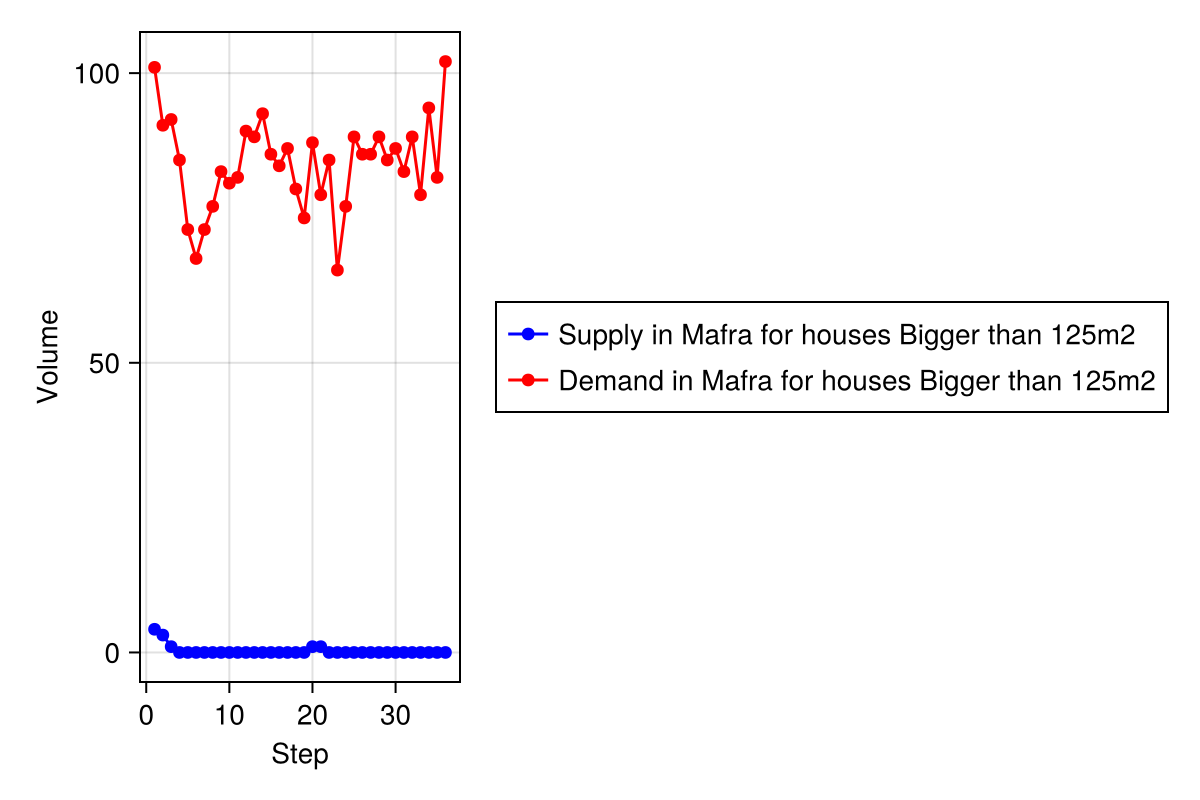 100
50
0
Volume
0 10 20 30
Step
Supply in Mafra for houses Bigger than 125m2
Demand in Mafra for houses Bigger than 125m2